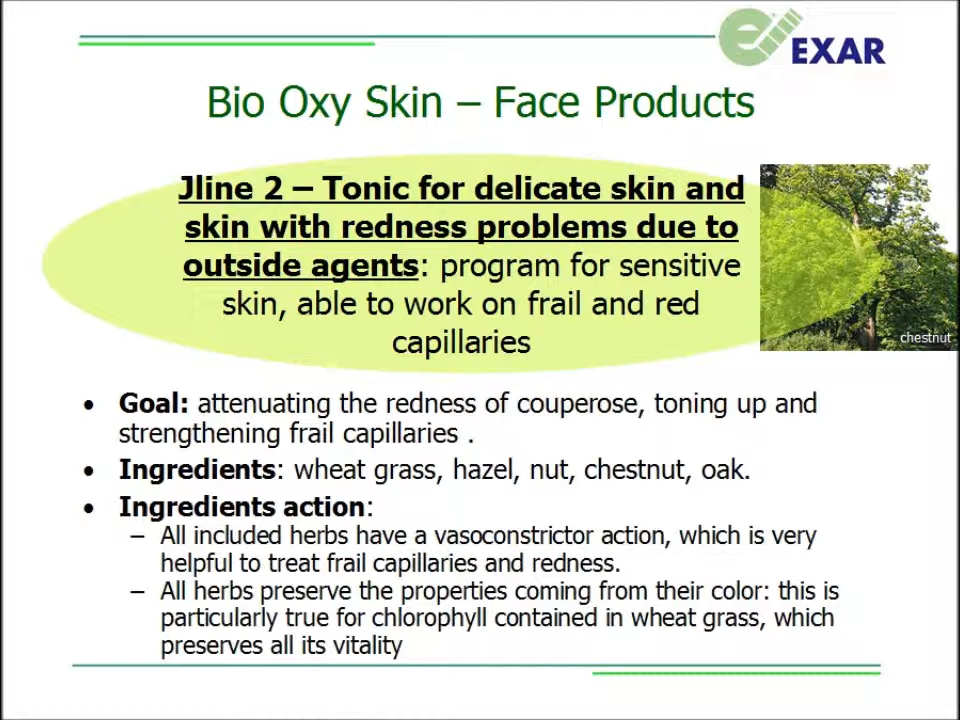 EXAR
Bio Oxy Skin – Face Products
Jline 2 – Tonic for delicate skin and
skin with redness problems due to
outside agents: program for sensitive
skin, able to work on frail and red
capillaries
chestnut
• Goal: attenuating the redness of couperose, toning up and
strengthening frail capillaries .
• Ingredients: wheat grass, hazel, nut, chestnut, oak.
• Ingredients action:
– All included herbs have a vasoconstrictor action, which is very
helpful to treat frail capillaries and redness.
– All herbs preserve the properties coming from their color: this is
particularly true for chlorophyll contained in wheat grass, which
preserves all its vitality